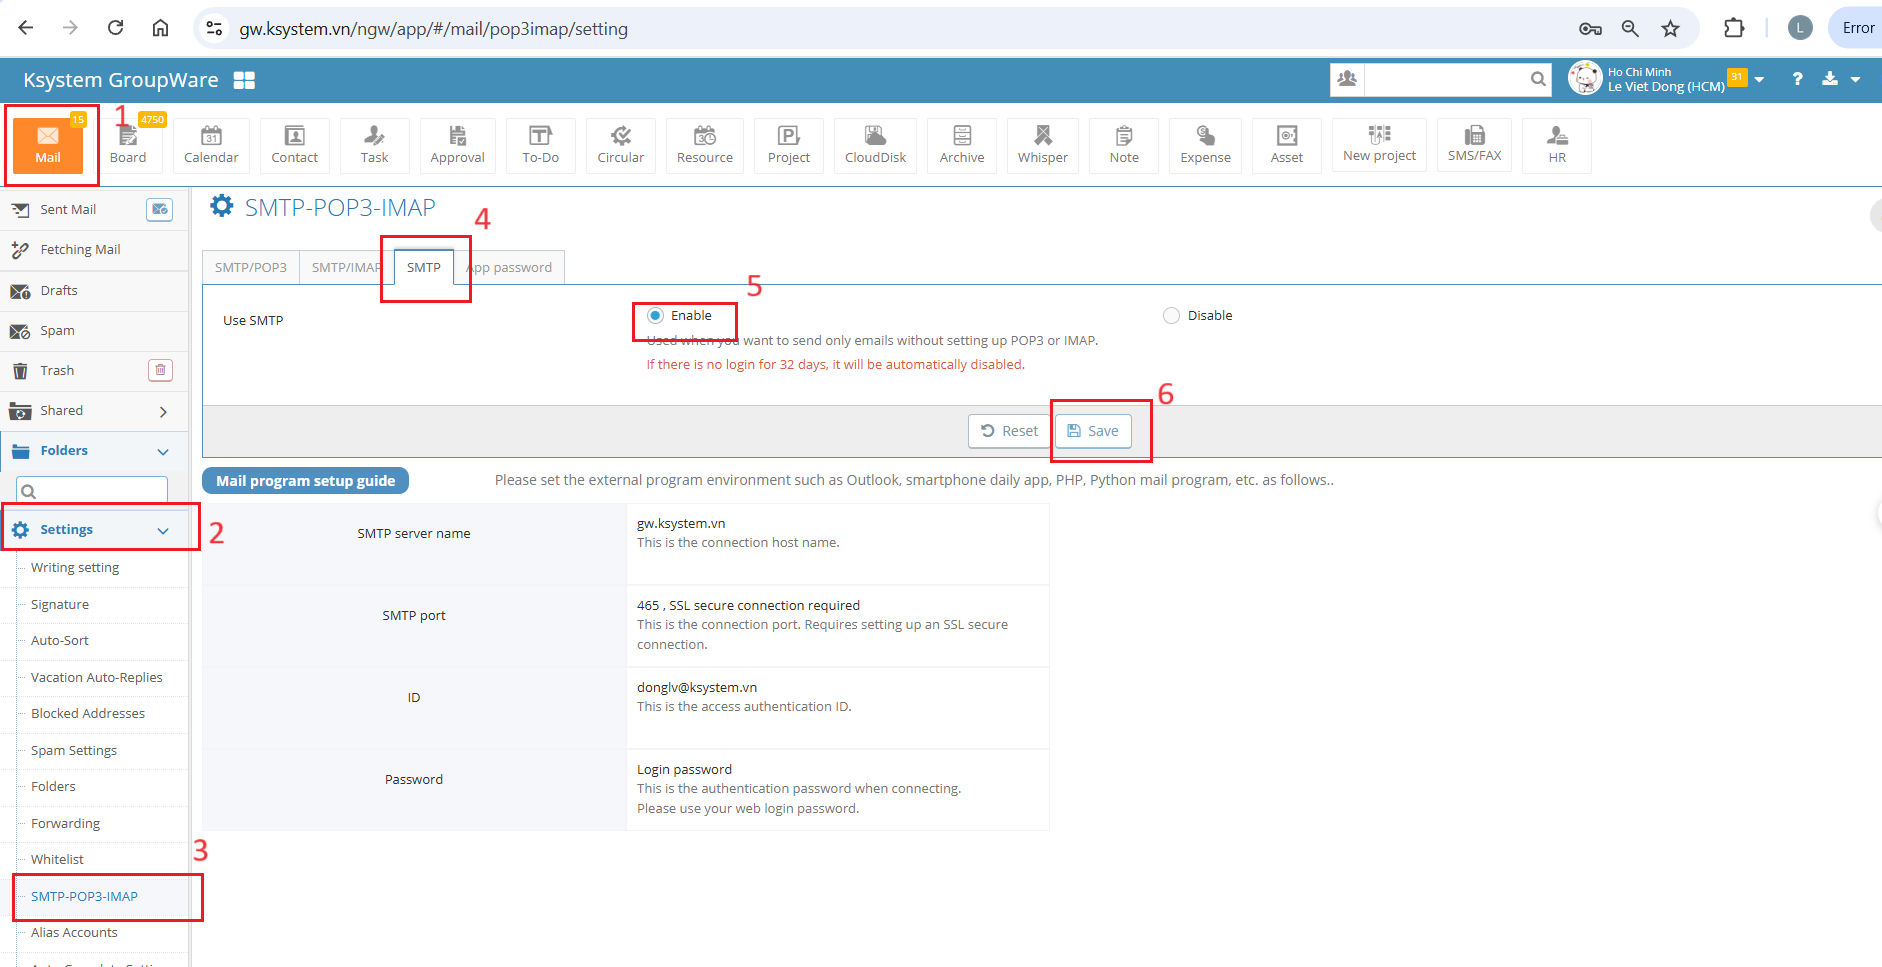 gw.ksystem.vn/ngw/app/#/mail/pop3imap/setting
L
Error
Ksystem GroupWare
Ho Chi Minh
Le Viet Dong (HCM)
31
?
1
15
Mail
4750
Board
31
Calendar
Contact
Task
Approval
To-Do
Circular
Resource
Project
CloudDisk
Archive
Whisper
Note
Expense
Asset
New project
SMS/FAX
HR
Sent Mail
Fetching Mail
Drafts
Spam
Trash
Shared
Folders
2
Settings
Writing setting
Signature
Auto-Sort
Vacation Auto-Replies
Blocked Addresses
Spam Settings
Folders
Forwarding
Whitelist
3
SMTP-POP3-IMAP
Alias Accounts
SMTP-POP3-IMAP
4
SMTP/POP3
SMTP/IMAP
SMTP
App password
5
Use SMTP
Enable
Disable
Used when you want to send only emails without setting up POP3 or IMAP.
If there is no login for 32 days, it will be automatically disabled.
6
Reset
Save
Mail program setup guide
Please set the external program environment such as Outlook, smartphone daily app, PHP, Python mail program, etc. as follows..
SMTP server name
gw.ksystem.vn
This is the connection host name.
SMTP port
465 , SSL secure connection required
This is the connection port. Requires setting up an SSL secure
connection.
ID
donglv@ksystem.vn
This is the access authentication ID.
Password
Login password
This is the authentication password when connecting.
Please use your web login password.